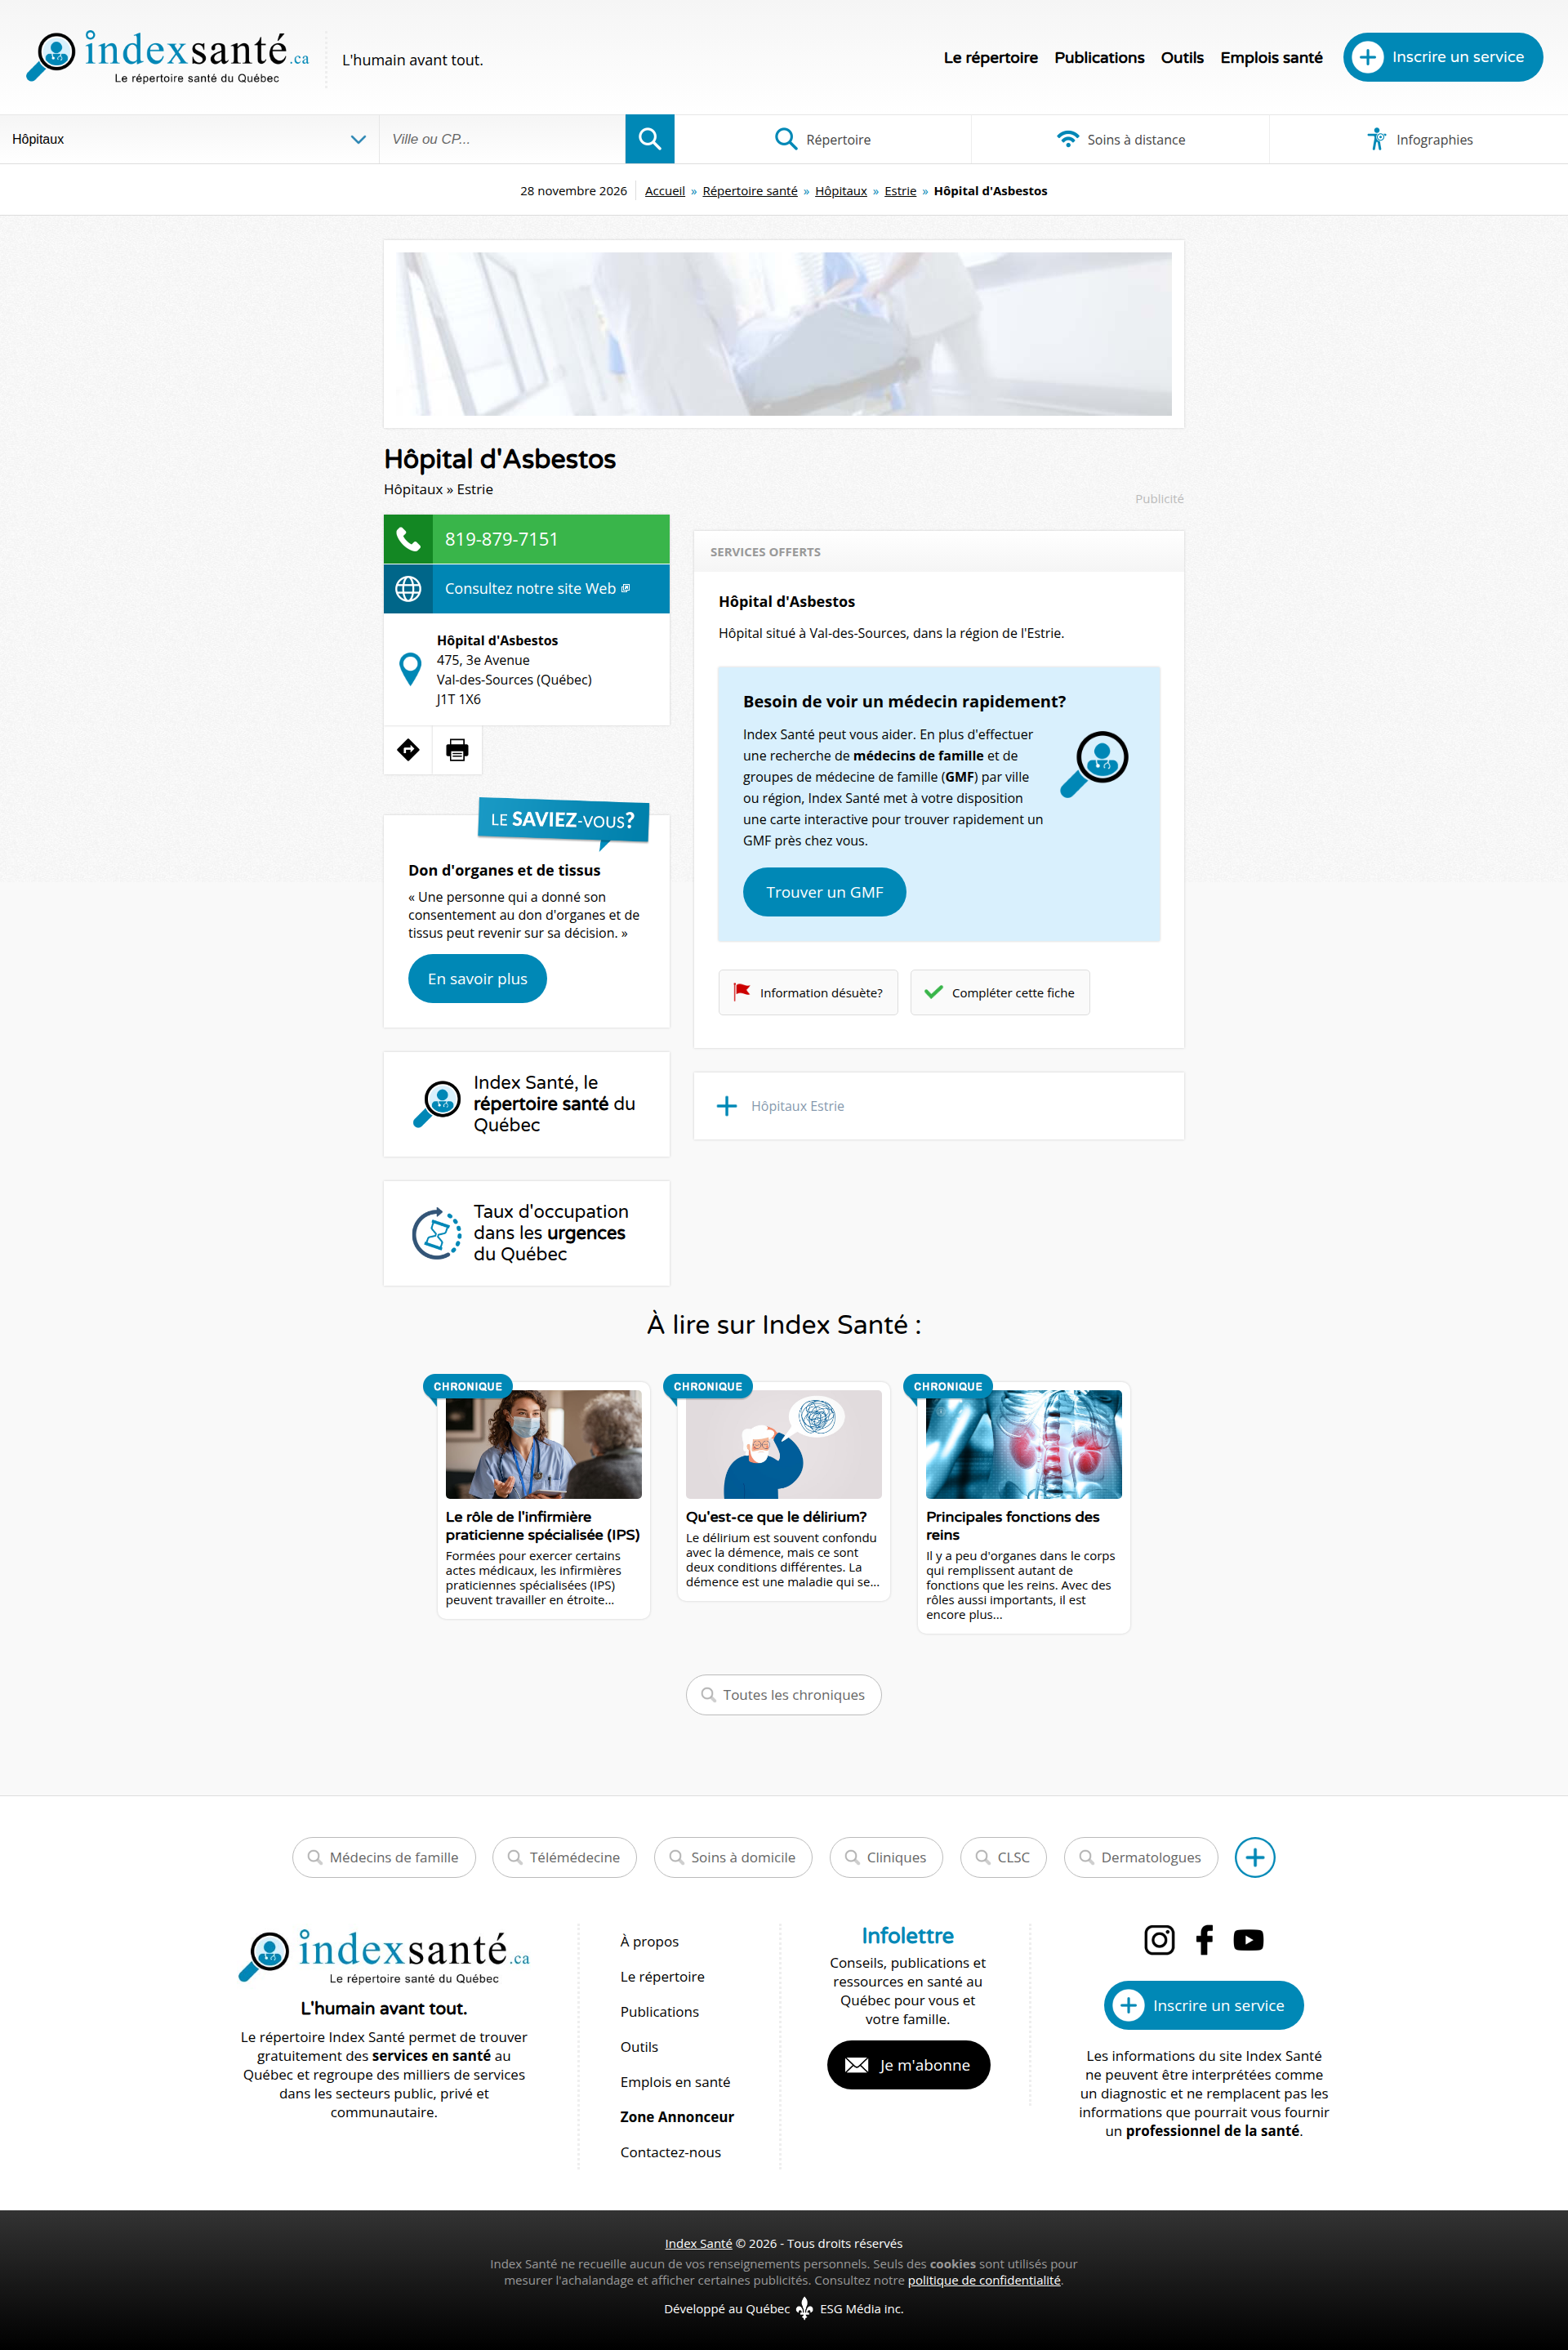 indexsanté.ca
Le répertoire santé du Québec
L'humain avant tout.
Le répertoire
Publications
Outils
Emplois santé
Inscrire un service
Hôpitaux
Ville ou CP...
Répertoire
Soins à distance
Infographies
28 novembre 2026
Accueil » Répertoire santé » Hôpitaux » Estrie » Hôpital d'Asbestos
Hôpital d'Asbestos
Hôpitaux » Estrie
Publicité
819-879-7151
Consultez notre site Web
Hôpital d'Asbestos
475, 3e Avenue
Val-des-Sources (Québec)
J1T 1X6
LE SAVIEZ-VOUS?
Don d'organes et de tissus
« Une personne qui a donné son
consentement au don d'organes et de
tissus peut revenir sur sa décision. »
En savoir plus
Index Santé, le
répertoire santé du
Québec
Taux d'occupation
dans les urgences
du Québec
SERVICES OFFERTS
Hôpital d'Asbestos
Hôpital situé à Val-des-Sources, dans la région de l'Estrie.
Besoin de voir un médecin rapidement?
Index Santé peut vous aider. En plus d'effectuer
une recherche de médecins de famille et de
groupes de médecine de famille (GMF) par ville
ou région, Index Santé met à votre disposition
une carte interactive pour trouver rapidement un
GMF près chez vous.
Trouver un GMF
Information désuète?
Compléter cette fiche
Hôpitaux Estrie
À lire sur Index Santé :
CHRONIQUE
Le rôle de l'infirmière
praticienne spécialisée (IPS)
Formées pour exercer certains
actes médicaux, les infirmières
praticiennes spécialisées (IPS)
peuvent travailler en étroite...
CHRONIQUE
Qu'est-ce que le délirium?
Le délirium est souvent confondu
avec la démence, mais ce sont
deux conditions différentes. La
démence est une maladie qui se...
CHRONIQUE
Principales fonctions des
reins
Il y a peu d'organes dans le corps
qui remplissent autant de
fonctions que les reins. Avec des
rôles aussi importants, il est
encore plus...
Toutes les chroniques
Médecins de famille
Télémédecine
Soins à domicile
Cliniques
CLSC
Dermatologues
indexsanté.ca
Le répertoire santé du Québec
L'humain avant tout.
Le répertoire Index Santé permet de trouver
gratuitement des services en santé au
Québec et regroupe des milliers de services
dans les secteurs public, privé et
communautaire.
À propos
Le répertoire
Publications
Outils
Emplois en santé
Zone Annonceur
Contactez-nous
Infolettre
Conseils, publications et
ressources en santé au
Québec pour vous et
votre famille.
Je m'abonne
Inscrire un service
Les informations du site Index Santé
ne peuvent être interprétées comme
un diagnostic et ne remplacent pas les
informations que pourrait vous fournir
un professionnel de la santé.
Index Santé © 2026 - Tous droits réservés
Index Santé ne recueille aucun de vos renseignements personnels. Seuls des cookies sont utilisés pour
mesurer l'achalandage et afficher certaines publicités. Consultez notre politique de confidentialité.
Développé au Québec ESG Média inc.